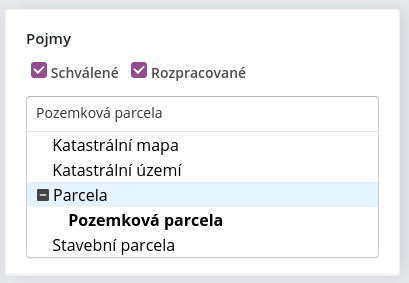 Pojmy
Schválené Rozpracované
Pozemková parcela
Katastrální mapa
Katastrální území
Parcela
Pozemková parcela
Stavební parcela